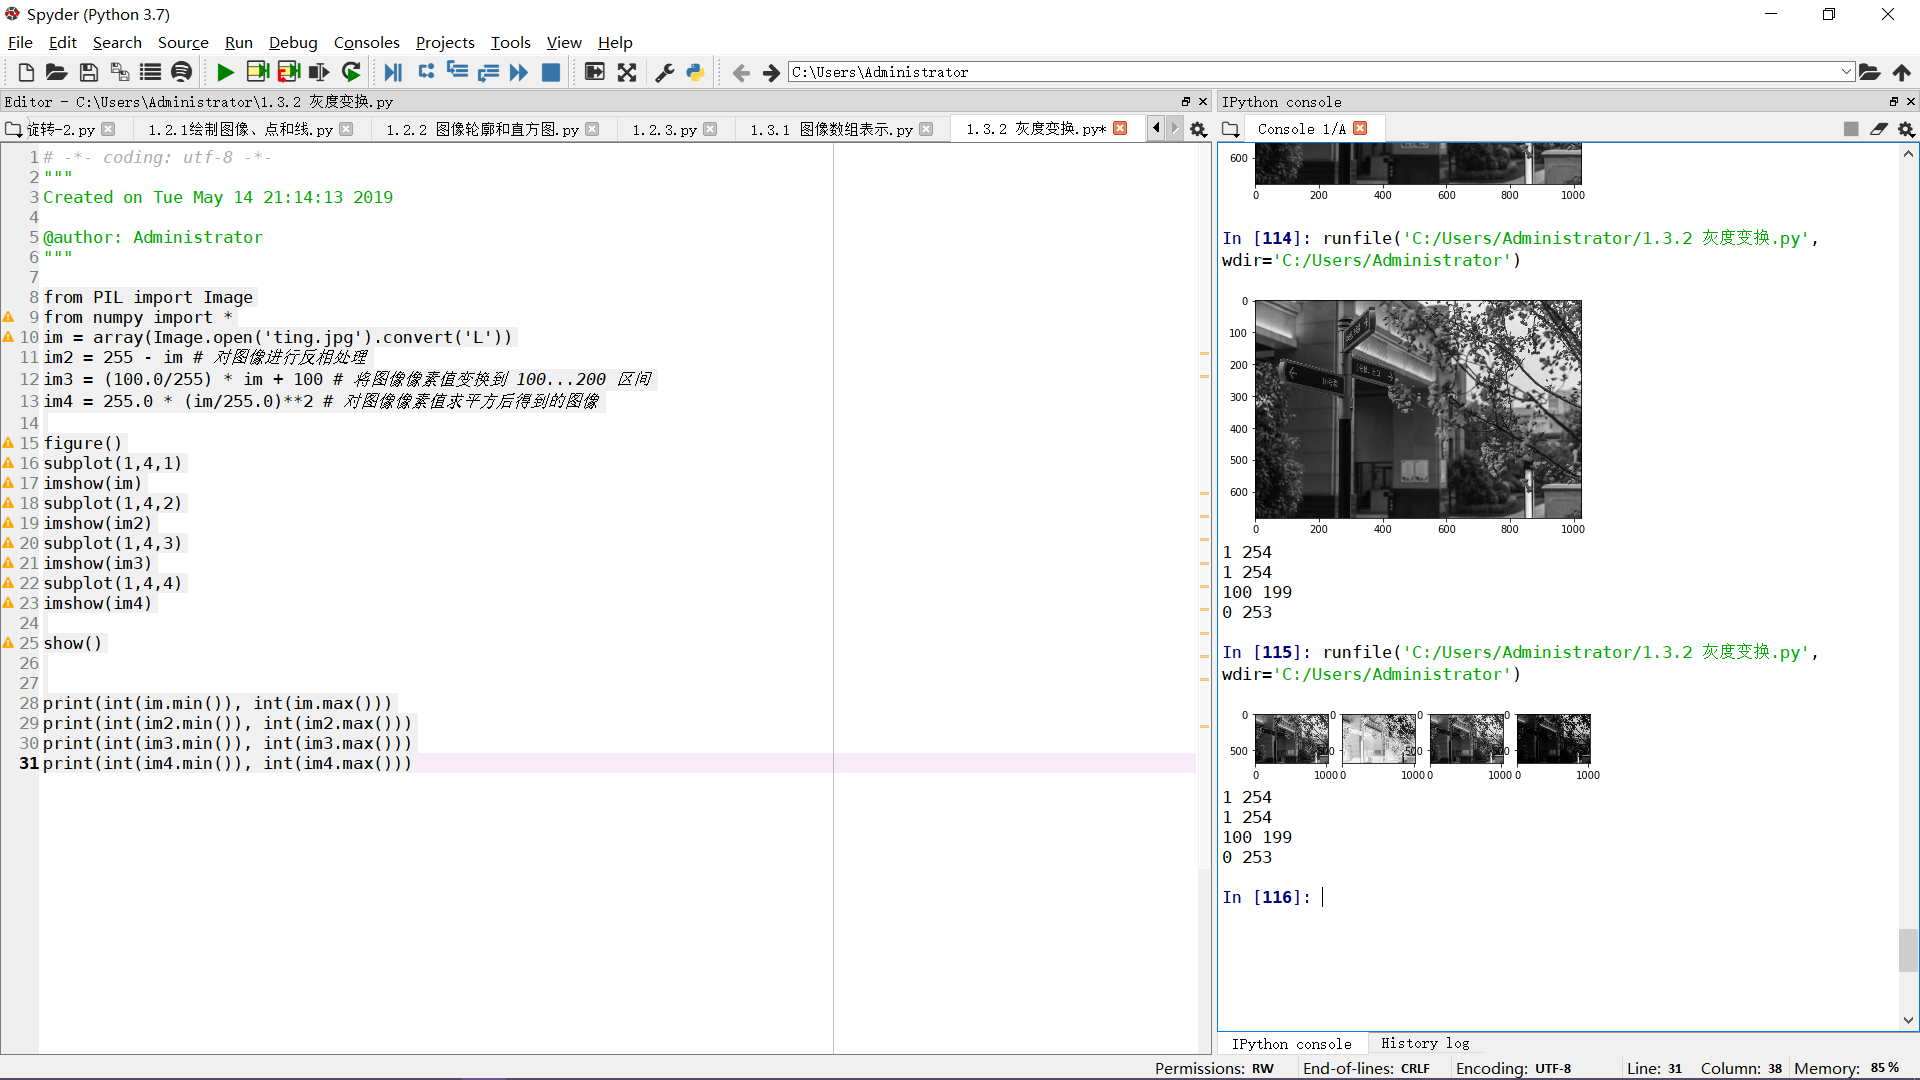 Spyder (Python 3.7)
File Edit Search Source Run Debug Consoles Projects Tools View Help
C:\Users\Administrator
Editor - C:\Users\Administrator\1.3.2 灰度变换.py
IPython console
旋转-2.py 1.2.1绘制图像、点和线.py 1.2.2 图像轮廓和直方图.py 1.2.3.py 1.3.1 图像数组表示.py 1.3.2 灰度变换.py*
Console 1/A
1 # -*- coding: utf-8 -*-
2 """
3 Created on Tue May 14 21:14:13 2019
4
5 @author: Administrator
6 """
7
8 from PIL import Image
9 from numpy import *
10 im = array(Image.open('ting.jpg').convert('L'))
11 im2 = 255 - im # 对图像进行反相处理
12 im3 = (100.0/255) * im + 100 # 将图像像素值变换到 100...200 区间
13 im4 = 255.0 * (im/255.0)**2 # 对图像像素值求平方后得到的图像
14
15 figure()
16 subplot(1,4,1)
17 imshow(im)
18 subplot(1,4,2)
19 imshow(im2)
20 subplot(1,4,3)
21 imshow(im3)
22 subplot(1,4,4)
23 imshow(im4)
24
25 show()
26
27
28 print(int(im.min()), int(im.max()))
29 print(int(im2.min()), int(im2.max()))
30 print(int(im3.min()), int(im3.max()))
31 print(int(im4.min()), int(im4.max()))
600
0 200 400 600 800 1000
In [114]: runfile('C:/Users/Administrator/1.3.2 灰度变换.py',
wdir='C:/Users/Administrator')
0
100
200
300
400
500
600
0 200 400 600 800 1000
1 254
1 254
100 199
0 253
In [115]: runfile('C:/Users/Administrator/1.3.2 灰度变换.py',
wdir='C:/Users/Administrator')
0 0 0 0
500 500 500 500
0 1000 0 1000 0 1000 0 1000
1 254
1 254
100 199
0 253
In [116]:
IPython console History log
Permissions: RW End-of-lines: CRLF Encoding: UTF-8 Line: 31 Column: 38 Memory: 85 %